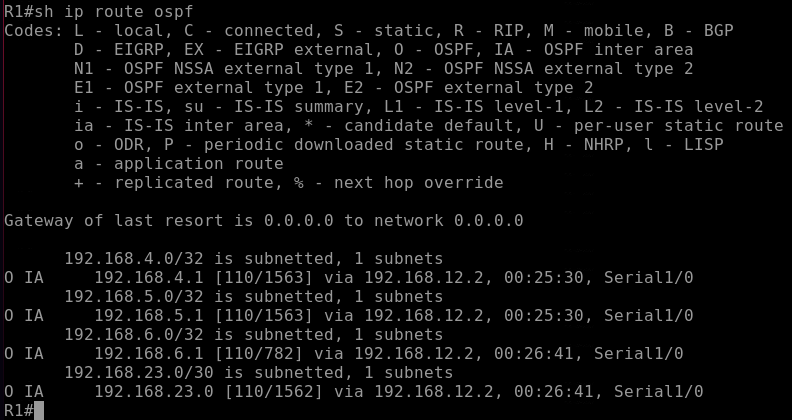 R1#sh ip route ospf
Codes: L - local, C - connected, S - static, R - RIP, M - mobile, B - BGP
       D - EIGRP, EX - EIGRP external, O - OSPF, IA - OSPF inter area
       N1 - OSPF NSSA external type 1, N2 - OSPF NSSA external type 2
       E1 - OSPF external type 1, E2 - OSPF external type 2
       i - IS-IS, su - IS-IS summary, L1 - IS-IS level-1, L2 - IS-IS level-2
       ia - IS-IS inter area, * - candidate default, U - per-user static route
       o - ODR, P - periodic downloaded static route, H - NHRP, l - LISP
       a - application route
       + - replicated route, % - next hop override
Gateway of last resort is 0.0.0.0 to network 0.0.0.0
      192.168.4.0/32 is subnetted, 1 subnets
O IA     192.168.4.1 [110/1563] via 192.168.12.2, 00:25:30, Serial1/0
      192.168.5.0/32 is subnetted, 1 subnets
O IA     192.168.5.1 [110/1563] via 192.168.12.2, 00:25:30, Serial1/0
      192.168.6.0/32 is subnetted, 1 subnets
O IA     192.168.6.1 [110/782] via 192.168.12.2, 00:26:41, Serial1/0
      192.168.23.0/30 is subnetted, 1 subnets
O IA     192.168.23.0 [110/1562] via 192.168.12.2, 00:26:41, Serial1/0
R1#